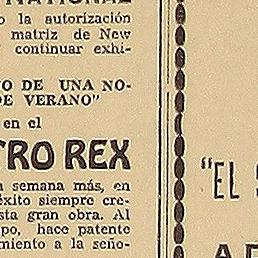 o la autorización
matriz de New
continuar exhi-
O DE UNA NO-
DE VERANO"
en el
TRO REX
a semana más, en
éxito siempre cre-
sta gran obra. Al
po, hace patente
miento a la seño-
"EL S